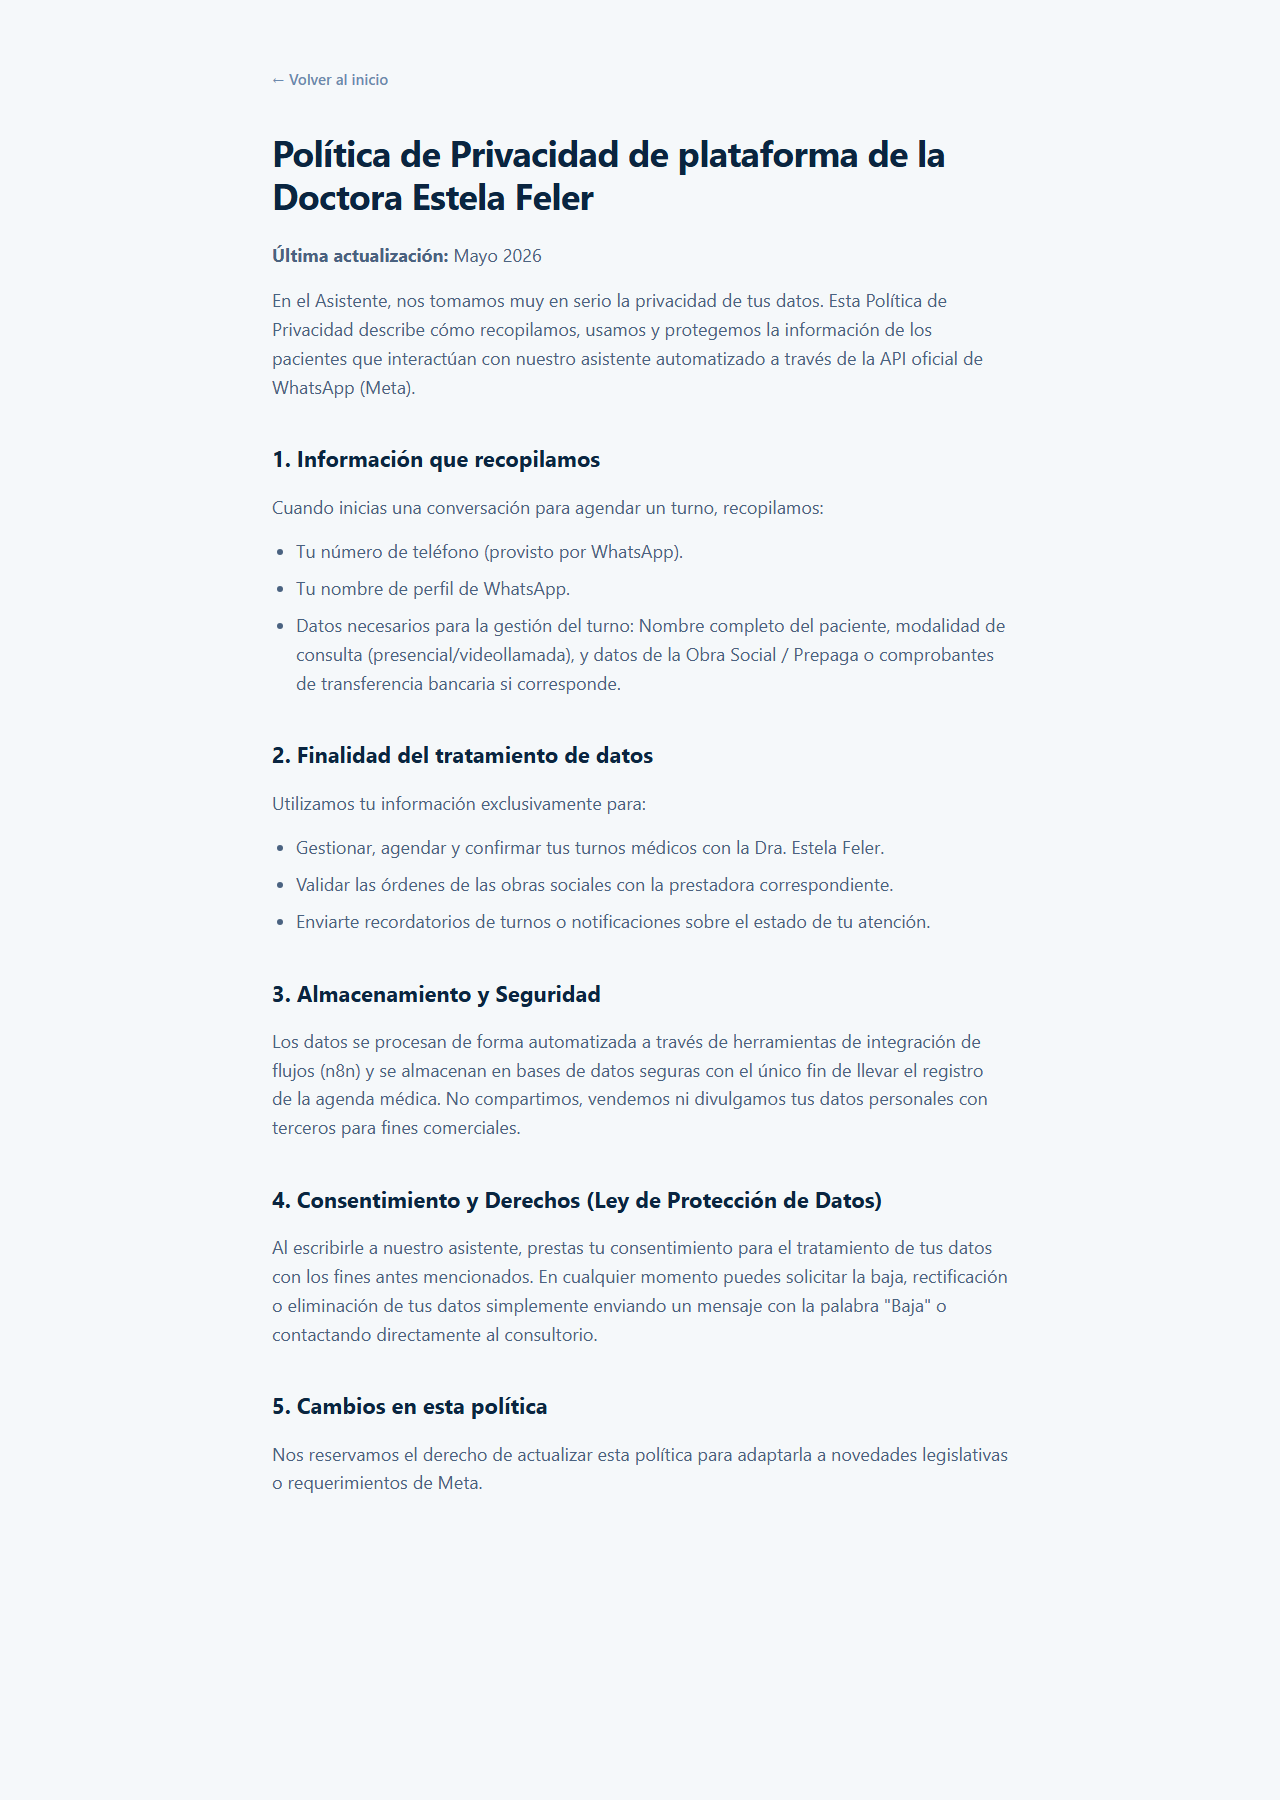 ← Volver al inicio
Política de Privacidad de plataforma de la
Doctora Estela Feler
Última actualización: Mayo 2026
En el Asistente, nos tomamos muy en serio la privacidad de tus datos. Esta Política de
Privacidad describe cómo recopilamos, usamos y protegemos la información de los
pacientes que interactúan con nuestro asistente automatizado a través de la API oficial de
WhatsApp (Meta).
1. Información que recopilamos
Cuando inicias una conversación para agendar un turno, recopilamos:
• Tu número de teléfono (provisto por WhatsApp).
• Tu nombre de perfil de WhatsApp.
• Datos necesarios para la gestión del turno: Nombre completo del paciente, modalidad de
consulta (presencial/videollamada), y datos de la Obra Social / Prepaga o comprobantes
de transferencia bancaria si corresponde.
2. Finalidad del tratamiento de datos
Utilizamos tu información exclusivamente para:
• Gestionar, agendar y confirmar tus turnos médicos con la Dra. Estela Feler.
• Validar las órdenes de las obras sociales con la prestadora correspondiente.
• Enviarte recordatorios de turnos o notificaciones sobre el estado de tu atención.
3. Almacenamiento y Seguridad
Los datos se procesan de forma automatizada a través de herramientas de integración de
flujos (n8n) y se almacenan en bases de datos seguras con el único fin de llevar el registro
de la agenda médica. No compartimos, vendemos ni divulgamos tus datos personales con
terceros para fines comerciales.
4. Consentimiento y Derechos (Ley de Protección de Datos)
Al escribirle a nuestro asistente, prestas tu consentimiento para el tratamiento de tus datos
con los fines antes mencionados. En cualquier momento puedes solicitar la baja, rectificación
o eliminación de tus datos simplemente enviando un mensaje con la palabra "Baja" o
contactando directamente al consultorio.
5. Cambios en esta política
Nos reservamos el derecho de actualizar esta política para adaptarla a novedades legislativas
o requerimientos de Meta.